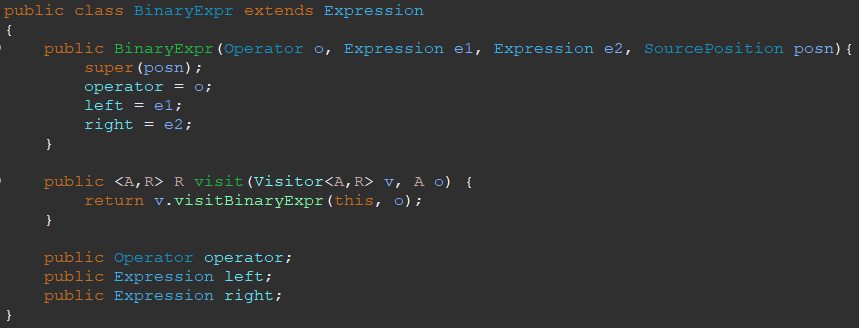 public class BinaryExpr extends Expression
{
    public BinaryExpr(Operator o, Expression e1, Expression e2, SourcePosition posn){
        super(posn);
        operator = o;
        left = e1;
        right = e2;
    }

    public <A,R> R visit(Visitor<A,R> v, A o) {
        return v.visitBinaryExpr(this, o);
    }

    public Operator operator;
    public Expression left;
    public Expression right;
}